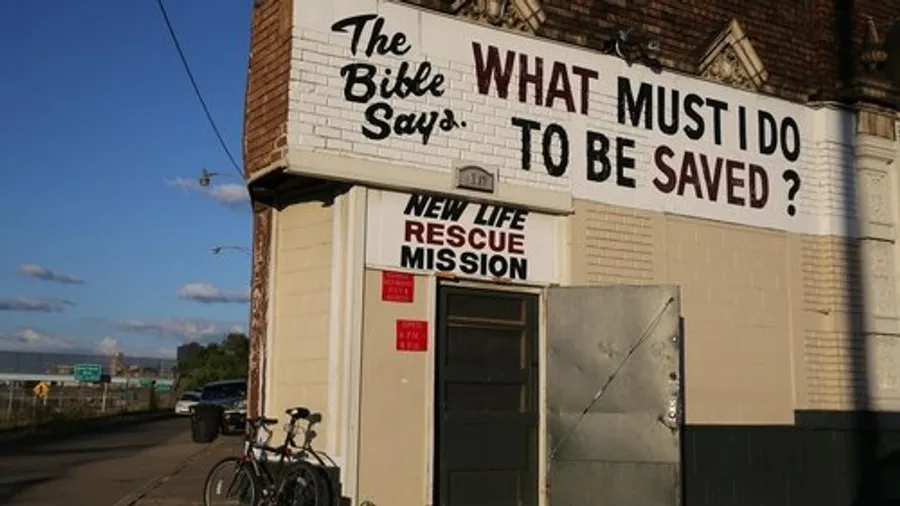 The
Bible
Says..
WHAT MUST I DO
TO BE SAVED ?
NEW LIFE
RESCUE
MISSION